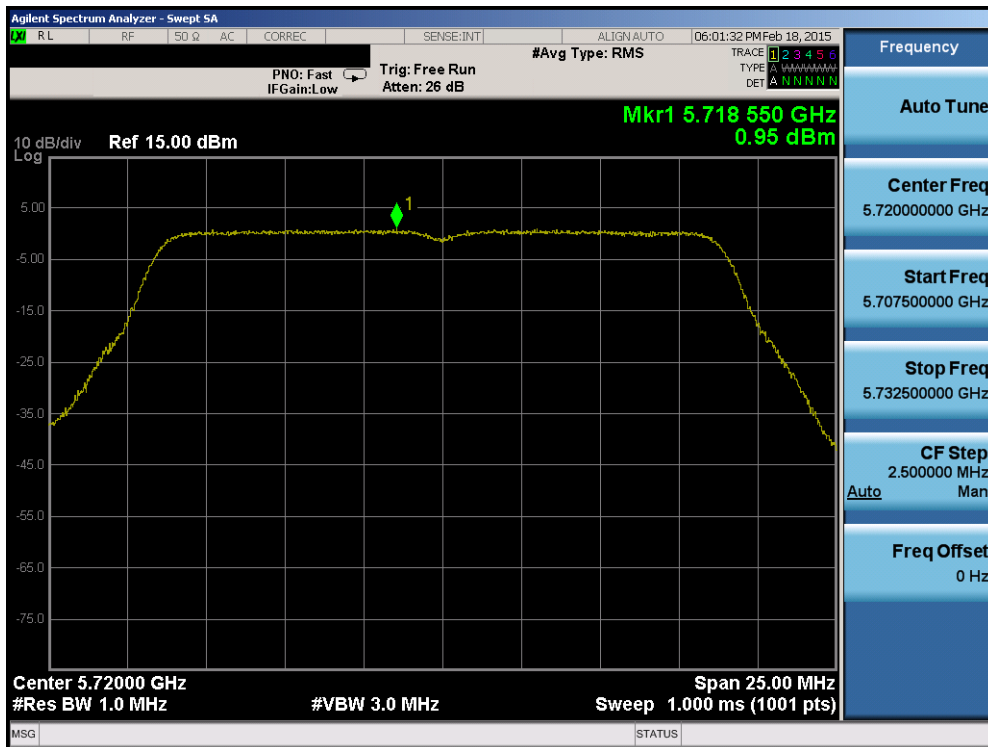 Agilent Spectrum Analyzer - Swept SA
LXI RL RF 50 Ω AC CORREC SENSE:INT ALIGN AUTO 06:01:32 PM Feb 18, 2015
#Avg Type: RMS TRACE 1 2 3 4 5 6
PNO: Fast Trig: Free Run TYPE A WWWWW
IFGain:Low Atten: 26 dB DET A N N N N N
Mkr1 5.718 550 GHz
0.95 dBm
10 dB/div Ref 15.00 dBm
Log
1
5.00
-5.00
-15.0
-25.0
-35.0
-45.0
-55.0
-65.0
-75.0
Center 5.72000 GHz Span 25.00 MHz
#Res BW 1.0 MHz #VBW 3.0 MHz Sweep 1.000 ms (1001 pts)
MSG STATUS
Frequency
Auto Tune
Center Freq
5.720000000 GHz
Start Freq
5.707500000 GHz
Stop Freq
5.732500000 GHz
CF Step
2.500000 MHz
Auto Man
Freq Offset
0 Hz